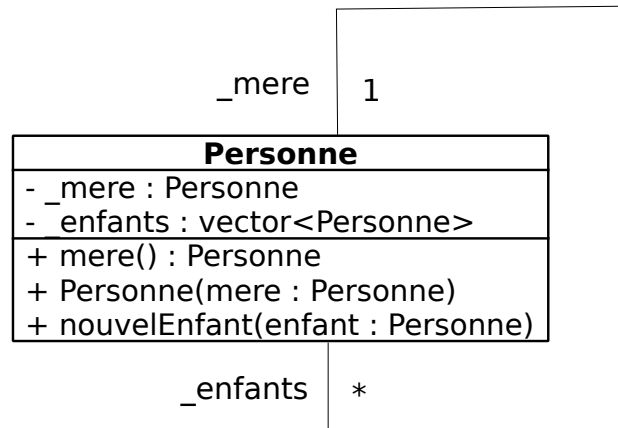 _mere 1
Personne
- _mere : Personne
- _enfants : vector<Personne>
+ mere() : Personne
+ Personne(mere : Personne)
+ nouvelEnfant(enfant : Personne)
_enfants *